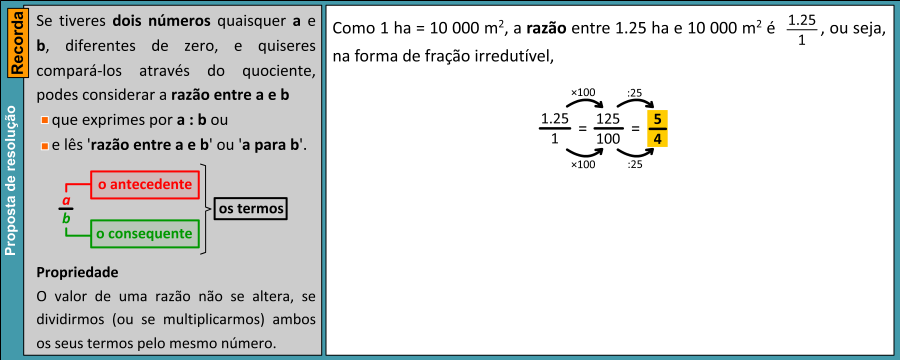 Recorda
Proposta de resolução
Se tiveres dois números quaisquer a e
b, diferentes de zero, e quiseres
compará-los através do quociente,
podes considerar a razão entre a e b
que exprimes por a : b ou
e lês 'razão entre a e b' ou 'a para b'.
a
b
o antecedente
o consequente
os termos
Propriedade
O valor de uma razão não se altera, se
dividirmos (ou se multiplicarmos) ambos
os seus termos pelo mesmo número.
Como 1 ha = 10 000 m², a razão entre 1.25 ha e 10 000 m² é 1.25/1, ou seja,
na forma de fração irredutível,
×100 :25
1.25/1 = 125/100 = 5/4
×100 :25